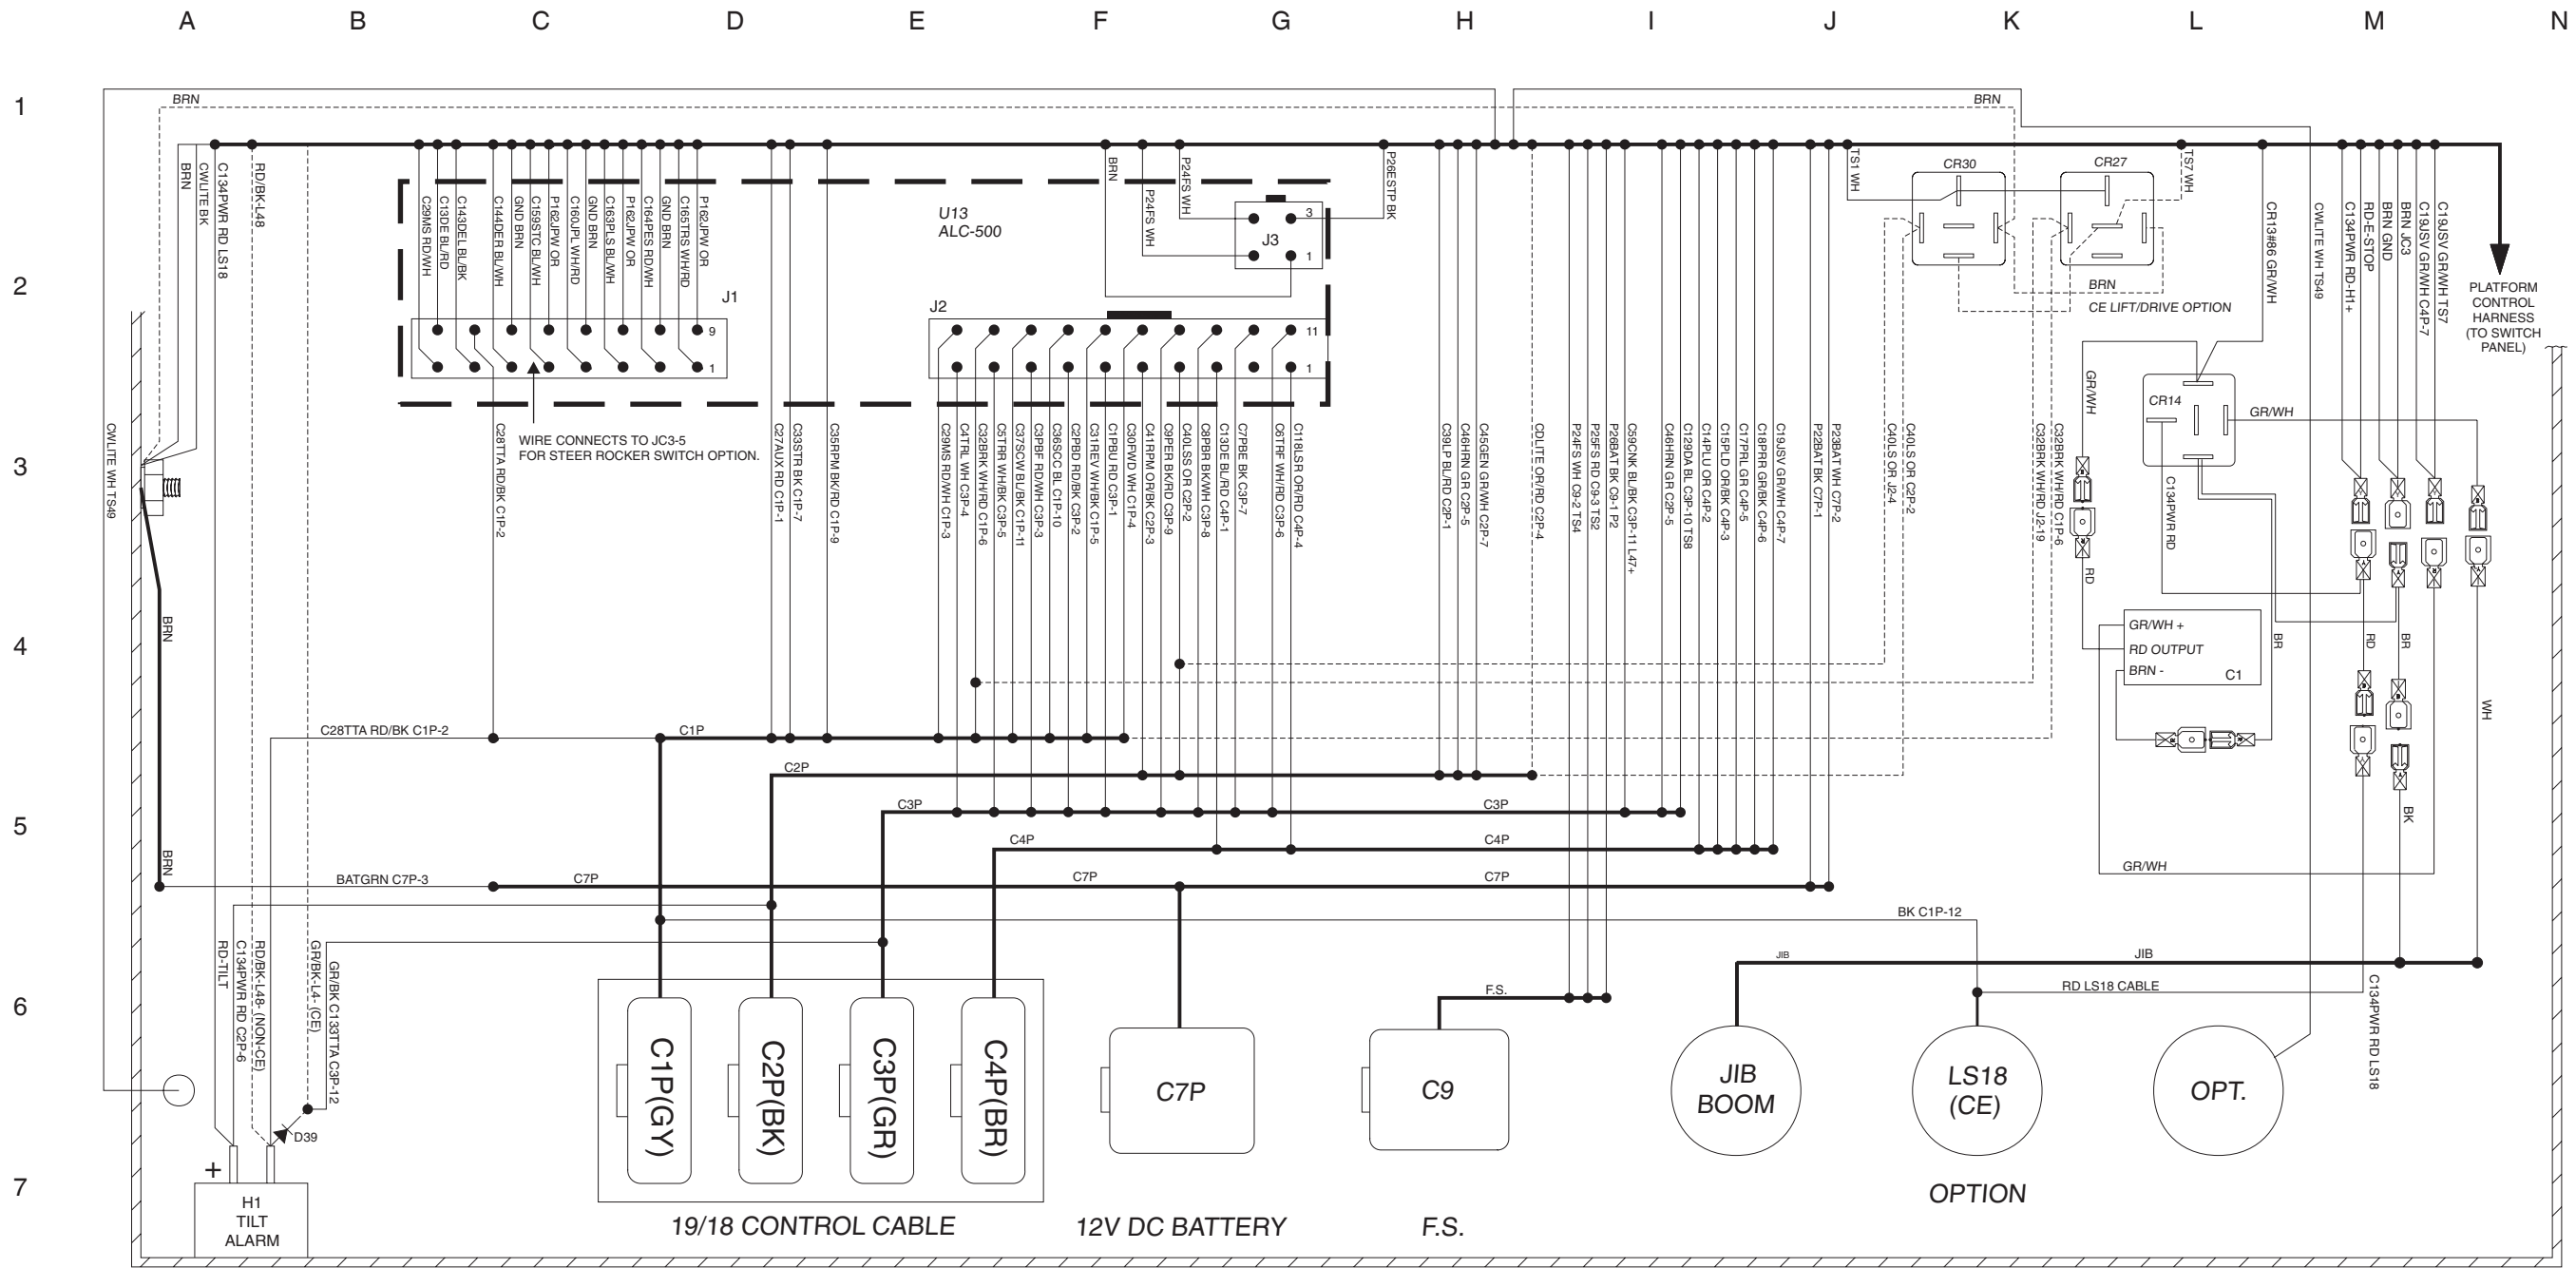 A B C D E F G H I J K L M N
1
2
3
4
5
6
7
BRN
BRN
BRN
CWLITE BK
C134PWR RD LS18
RD/BK-L48
C29MS RD/WH
C13DE BL/RD
C143DEL BL/BK
C144DER BL/WH
GND BRN
C159STC BL/WH
P162JPW OR
C160JPL WH/RD
GND BRN
C163PLS BL/WH
P162JPW OR
C164PES RD/WH
GND BRN
C165TRS WH/RD
P162JPW OR
J1
9
1
U13
ALC-500
BRN
P24FS WH
P24FS WH
P26ESTP BK
3
J3
1
J2
11
1
TS1 WH
CR30
CR27
TS7 WH
BRN
CE LIFT/DRIVE OPTION
CR13#86 GR/WH
CWLITE WH TS49
C134PWR RD-H1+
RD-E-STOP
BRN GND
BRN JC3
C19JSV GR/WH C4P-7
C19JSV GR/WH TS7
PLATFORM
CONTROL
HARNESS
(TO SWITCH
PANEL)
CWLITE WH TS49
C28TTA RD/BK C1P-2
WIRE CONNECTS TO JC3-5
FOR STEER ROCKER SWITCH OPTION.
C27AUX RD C1P-1
C33STR BK C1P-7
C35RPM BK/RD C1P-9
C29MS RD/WH C1P-3
C4TRL WH C3P-4
C32BRK WH/RD C1P-6
C5TRR WH/BK C3P-5
C37SCW BL/BK C1P-11
C3PBF RD/WH C3P-3
C36SCC BL C1P-10
C2PBD RD/BK C3P-2
C31REV WH/BK C1P-5
C1PBU RD C3P-1
C30FWD WH C1P-4
C41RPM OR/BK C2P-3
C9PER BK/RD C3P-9
C40LSS OR C2P-2
C8PBR BK/WH C3P-8
C13DE BL/RD C4P-1
C7PBE BK C3P-7
C6TRF WH/RD C3P-6
C118LSR OR/RD C4P-4
C39LP BL/RD C2P-1
C46HRN GR C2P-5
C45GEN GR/WH C2P-7
CDLITE OR/RD C2P-4
P24FS WH C9-2 TS4
P25FS RD C9-3 TS2
P26BAT BK C9-1 P2
C59CNK BL/BK C3P-11 L47+
C46HRN GR C2P-5
C129DA BL C3P-10 TS8
C14PLU OR C4P-2
C15PLD OR/BK C4P-3
C17PRL GR C4P-5
C18PRR GR/BK C4P-6
C19JSV GR/WH C4P-7
P22BAT BK C7P-1
P23BAT WH C7P-2
C40LS OR J2-4
C40LS OR C2P-2
C32BRK WH/RD J2-19
C32BRK WH/RD C1P-6
GR/WH
CR14
GR/WH
C134PWR RD
RD
BRN
GR/WH +
RD OUTPUT
BRN -
C1
BR
RD
BR
WH
C28TTA RD/BK C1P-2
C1P
C2P
C3P
C3P
C4P
C4P
BK
BRN
BATGRN C7P-3
C7P
C7P
C7P
GR/WH
BK C1P-12
RD-TILT
C134PWR RD C2P-6
RD/BK-L48- (NON-CE)
GR/BK-L4- (CE)
GR/BK C133TTA C3P-12
JIB
JIB
F.S.
RD LS18 CABLE
C134PWR RD LS18
C1P(GY)
C2P(BK)
C3P(GR)
C4P(BR)
C7P
C9
JIB
BOOM
LS18
(CE)
OPT.
D39
+
H1
TILT
ALARM
OPTION
19/18 CONTROL CABLE
12V DC BATTERY
F.S.